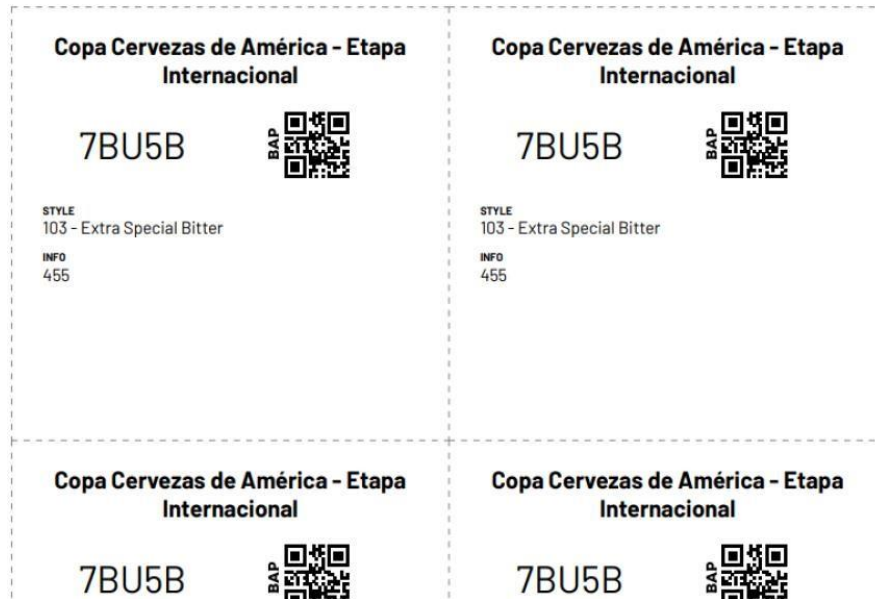 Copa Cervezas de América - Etapa
Internacional
7BU5B
BAP
STYLE
103 - Extra Special Bitter
INFO
455
Copa Cervezas de América - Etapa
Internacional
7BU5B
BAP
STYLE
103 - Extra Special Bitter
INFO
455
Copa Cervezas de América - Etapa
Internacional
7BU5B
BAP
Copa Cervezas de América - Etapa
Internacional
7BU5B
BAP